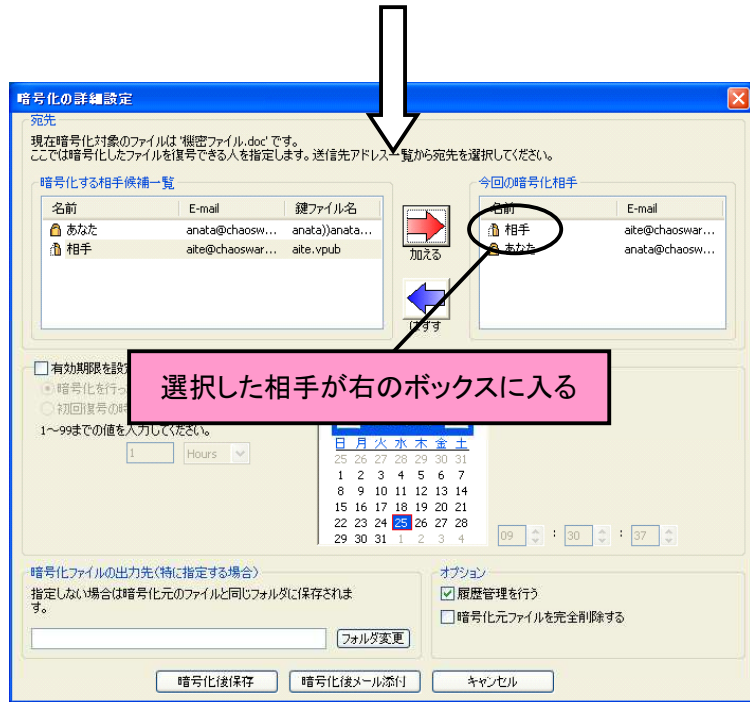 暗号化の詳細設定
宛先
現在暗号化対象のファイルは '機密ファイル.doc' です。
ここでは暗号化したファイルを復号できる人を指定します。送信先アドレス一覧から宛先を選択してください。
暗号化する相手候補一覧
名前 E-mail 鍵ファイル名
あなた anata@chaosw... anata))anata...
相手 aite@chaoswar... aite.vpub
加える
はずす
今回の暗号化相手
名前 E-mail
相手 aite@chaoswar...
あなた anata@chaosw...
選択した相手が右のボックスに入る
有効期限を設定
暗号化を行っ
初回復号の時
1~99までの値を入力してください。
1 Hours
日 月 火 水 木 金 土
25 26 27 28 29 30 31
1 2 3 4 5 6 7
8 9 10 11 12 13 14
15 16 17 18 19 20 21
22 23 24 25 26 27 28
29 30 31 1 2 3 4
09 : 30 : 37
暗号化ファイルの出力先(特に指定する場合)
指定しない場合は暗号化元のファイルと同じフォルダに保存されま
す。
フォルダ変更
オプション
履歴管理を行う
暗号化元ファイルを完全削除する
暗号化後保存 暗号化後メール添付 キャンセル